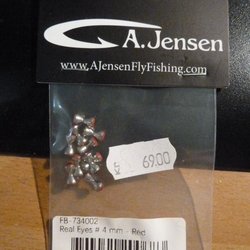 A. Jensen
www.AJensenFlyFishing.com
69.00
FB-734002
Real Eyes # 4 mm - Red